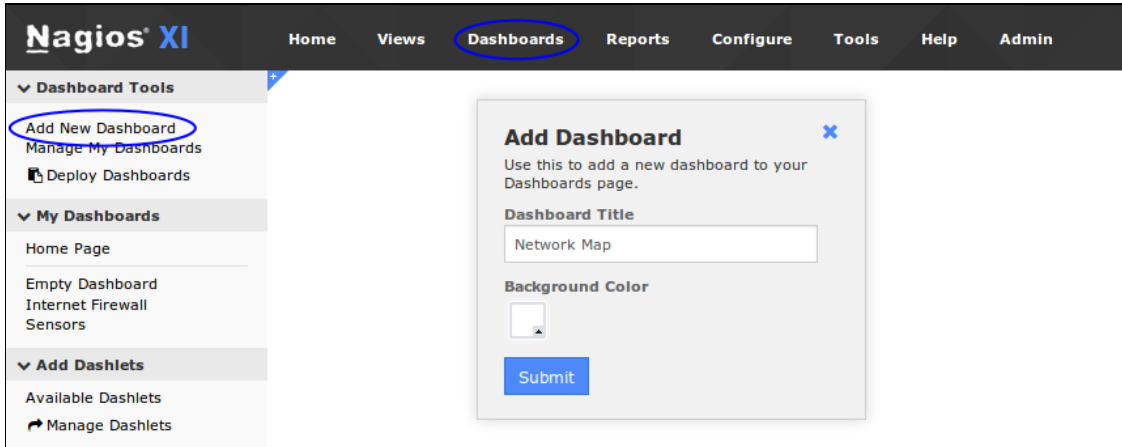 Nagios® XI
Home Views Dashboards Reports Configure Tools Help Admin
Dashboard Tools
Add New Dashboard
Manage My Dashboards
Deploy Dashboards
My Dashboards
Home Page
Empty Dashboard
Internet Firewall
Sensors
Add Dashlets
Available Dashlets
Manage Dashlets
Add Dashboard
Use this to add a new dashboard to your
Dashboards page.
Dashboard Title
Network Map
Background Color
Submit